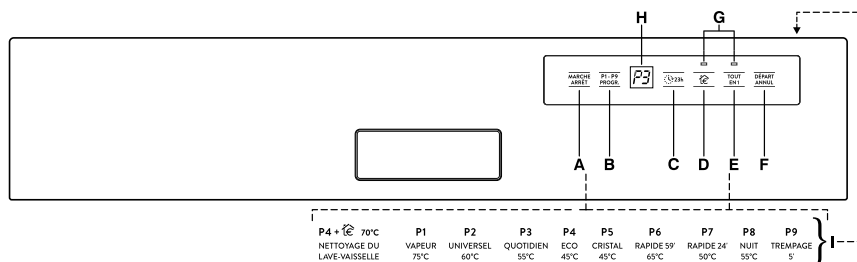 H G
MARCHE ARRÊT
P1 - P9 PROGR.
P3
23h
€
TOUT EN 1
DÉPART ANNUL
A B C D E F
P4 + € 70°C P1 P2 P3 P4 P5 P6 P7 P8 P9
NETTOYAGE DU VAPEUR UNIVERSEL QUOTIDIEN ECO CRISTAL RAPIDE 59' RAPIDE 24' NUIT TREMPAGE
LAVE-VAISSELLE 75°C 60°C 55°C 45°C 45°C 65°C 50°C 55°C 5'
I